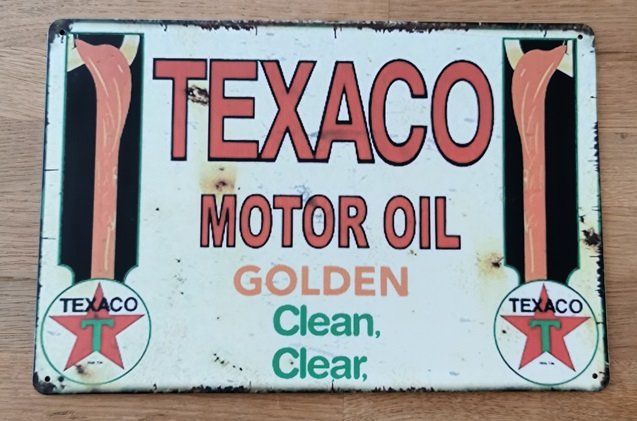 TEXACO
MOTOR OIL
GOLDEN
Clean,
Clear,
TEXACO
T
TEXACO
T